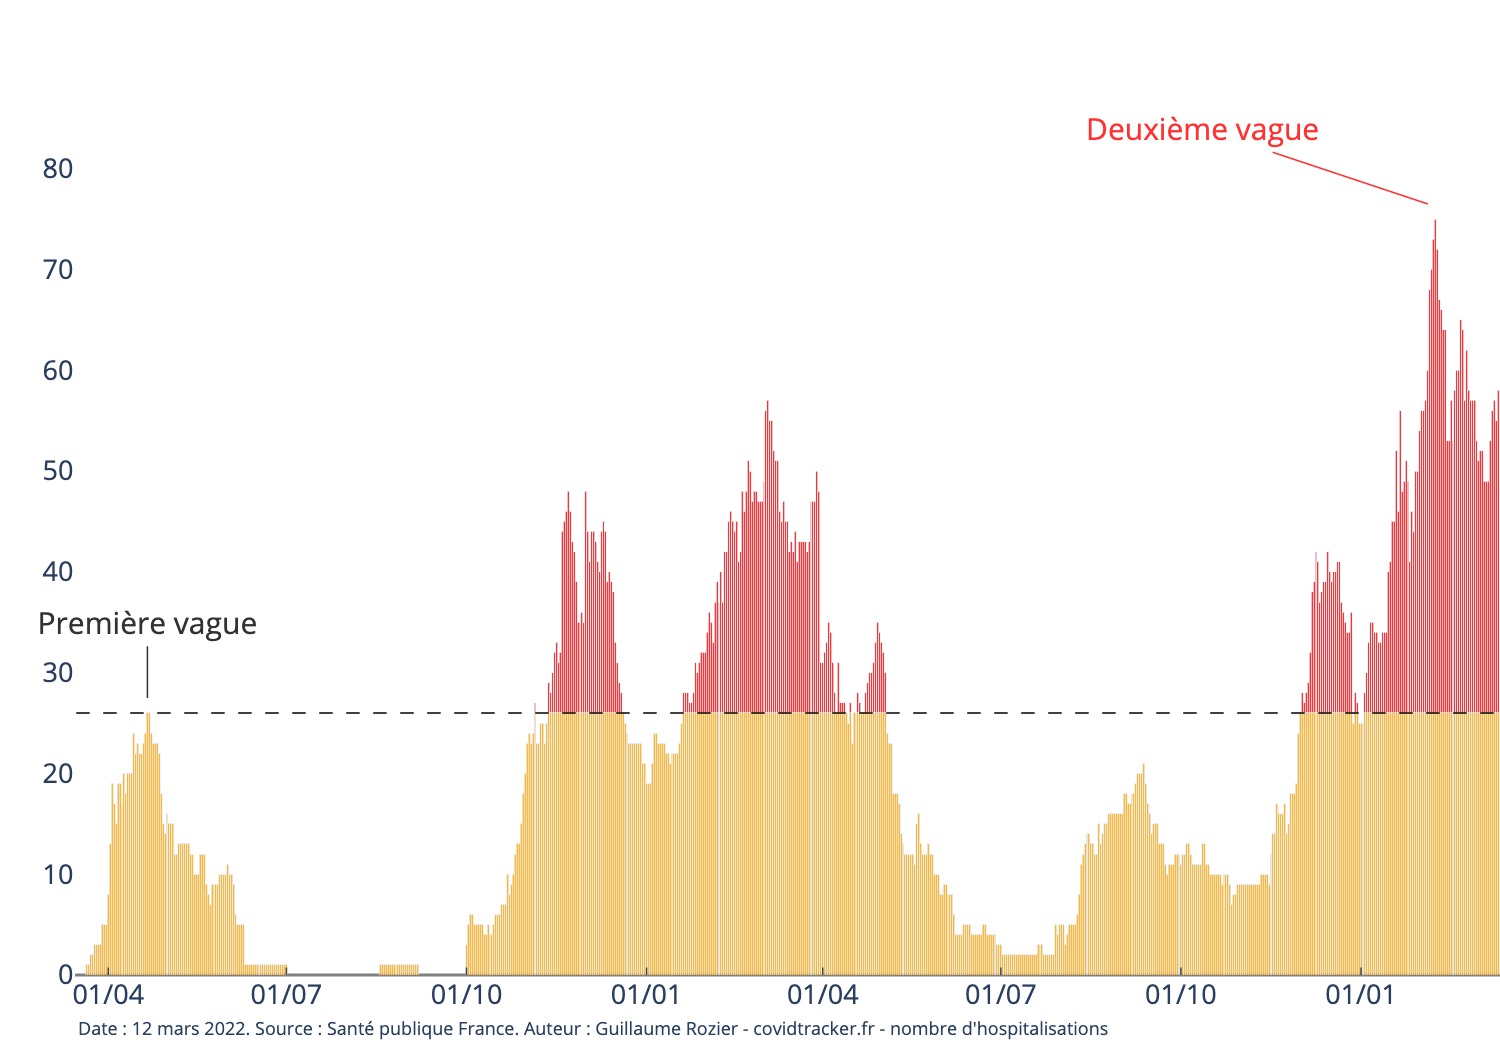 Deuxième vague
80
70
60
50
40
Première vague
30
20
10
0
01/04 01/07 01/10 01/01 01/04 01/07 01/10 01/01
Date : 12 mars 2022. Source : Santé publique France. Auteur : Guillaume Rozier - covidtracker.fr - nombre d'hospitalisations